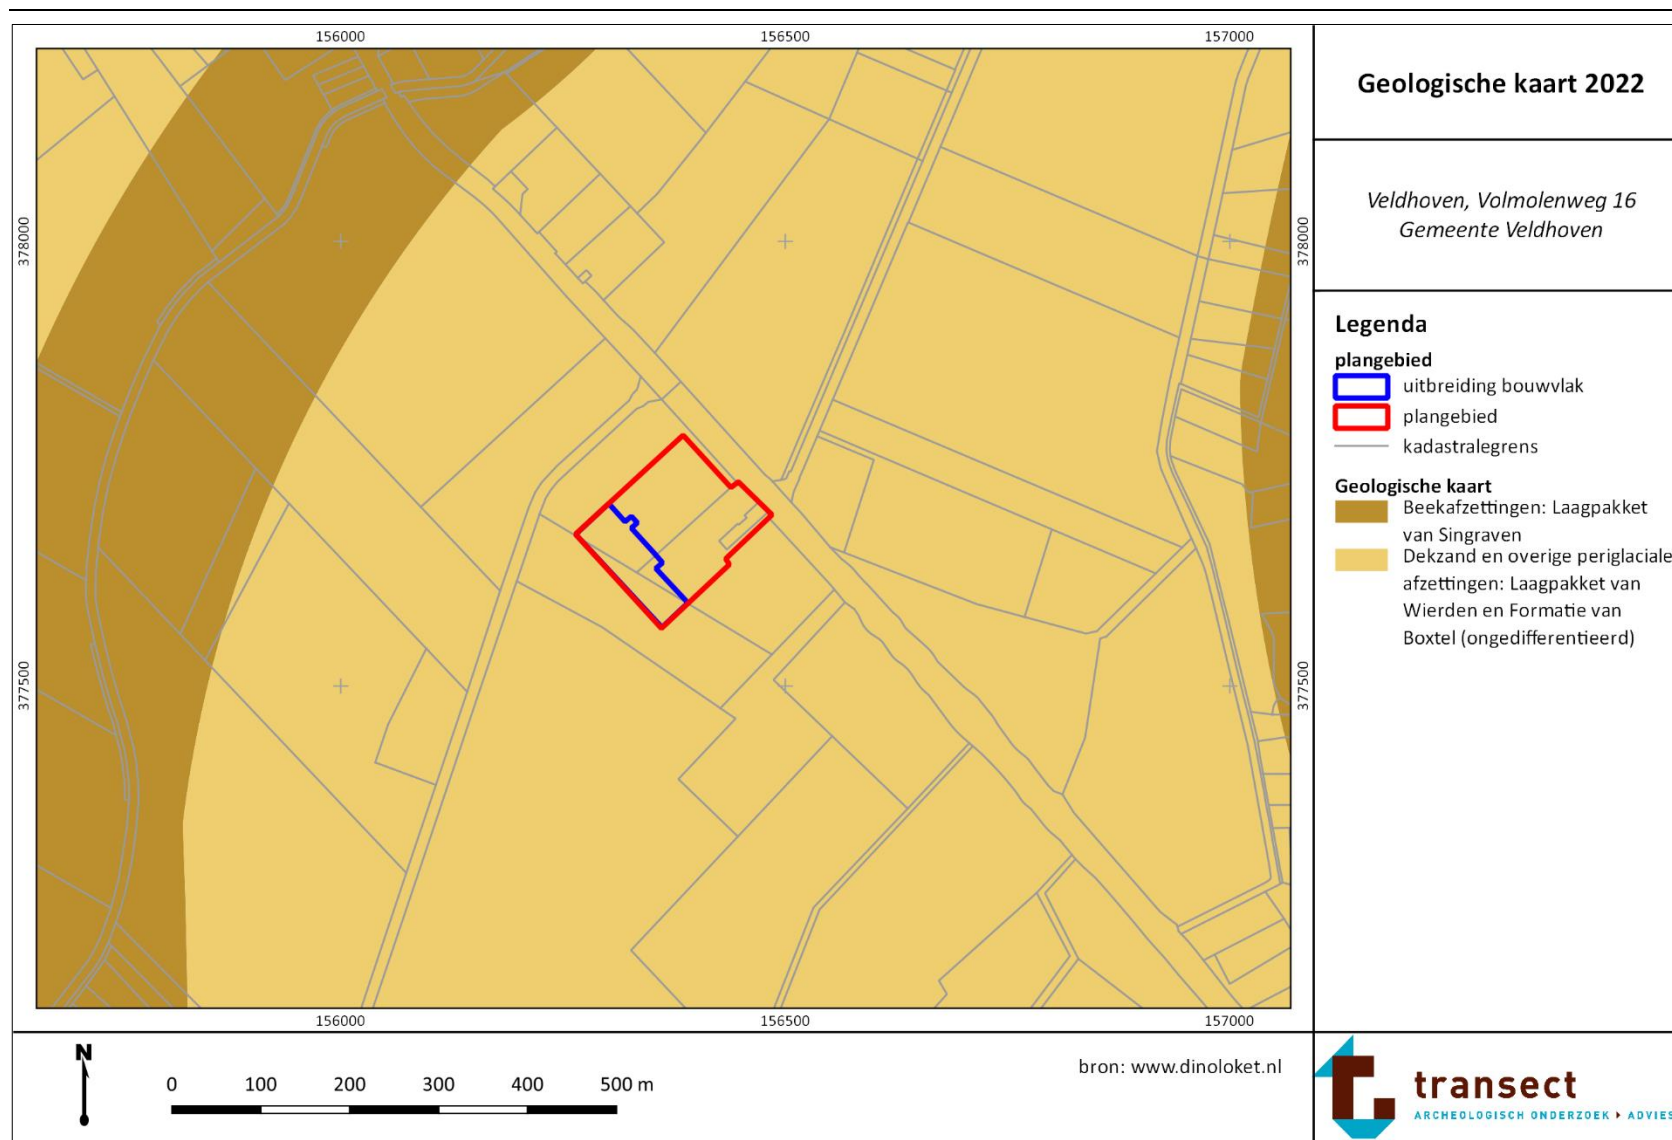 156000
156500
157000
378000
378000
377500
377500
156000
156500
157000
Geologische kaart 2022
Veldhoven, Volmolenweg 16
Gemeente Veldhoven
Legenda
plangebied
uitbreiding bouwvlak
plangebied
kadastralegrens
Geologische kaart
Beekafzettingen: Laagpakket
van Singraven
Dekzand en overige periglaciale
afzettingen: Laagpakket van
Wierden en Formatie van
Boxtel (ongedifferentieerd)
N
0 100 200 300 400 500 m
bron: www.dinoloket.nl
transect
ARCHEOLOGISCH ONDERZOEK ▸ ADVIES